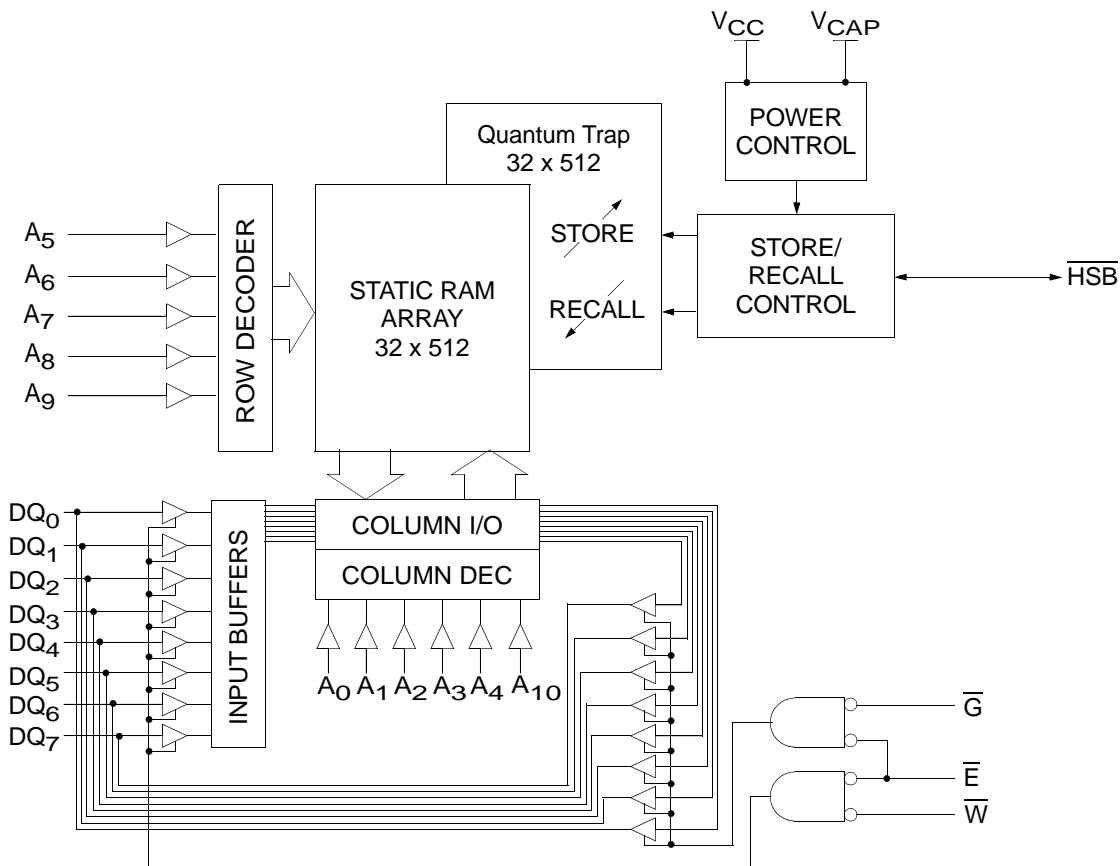 VCC
VCAP
POWER
CONTROL
Quantum Trap
32 x 512
STORE
RECALL
STORE/
RECALL
CONTROL
HSB
A5
A6
A7
A8
A9
ROW DECODER
STATIC RAM
ARRAY
32 x 512
DQ0
DQ1
DQ2
DQ3
DQ4
DQ5
DQ6
DQ7
INPUT BUFFERS
COLUMN I/O
COLUMN DEC
A0 A1 A2 A3 A4 A10
G
E
W